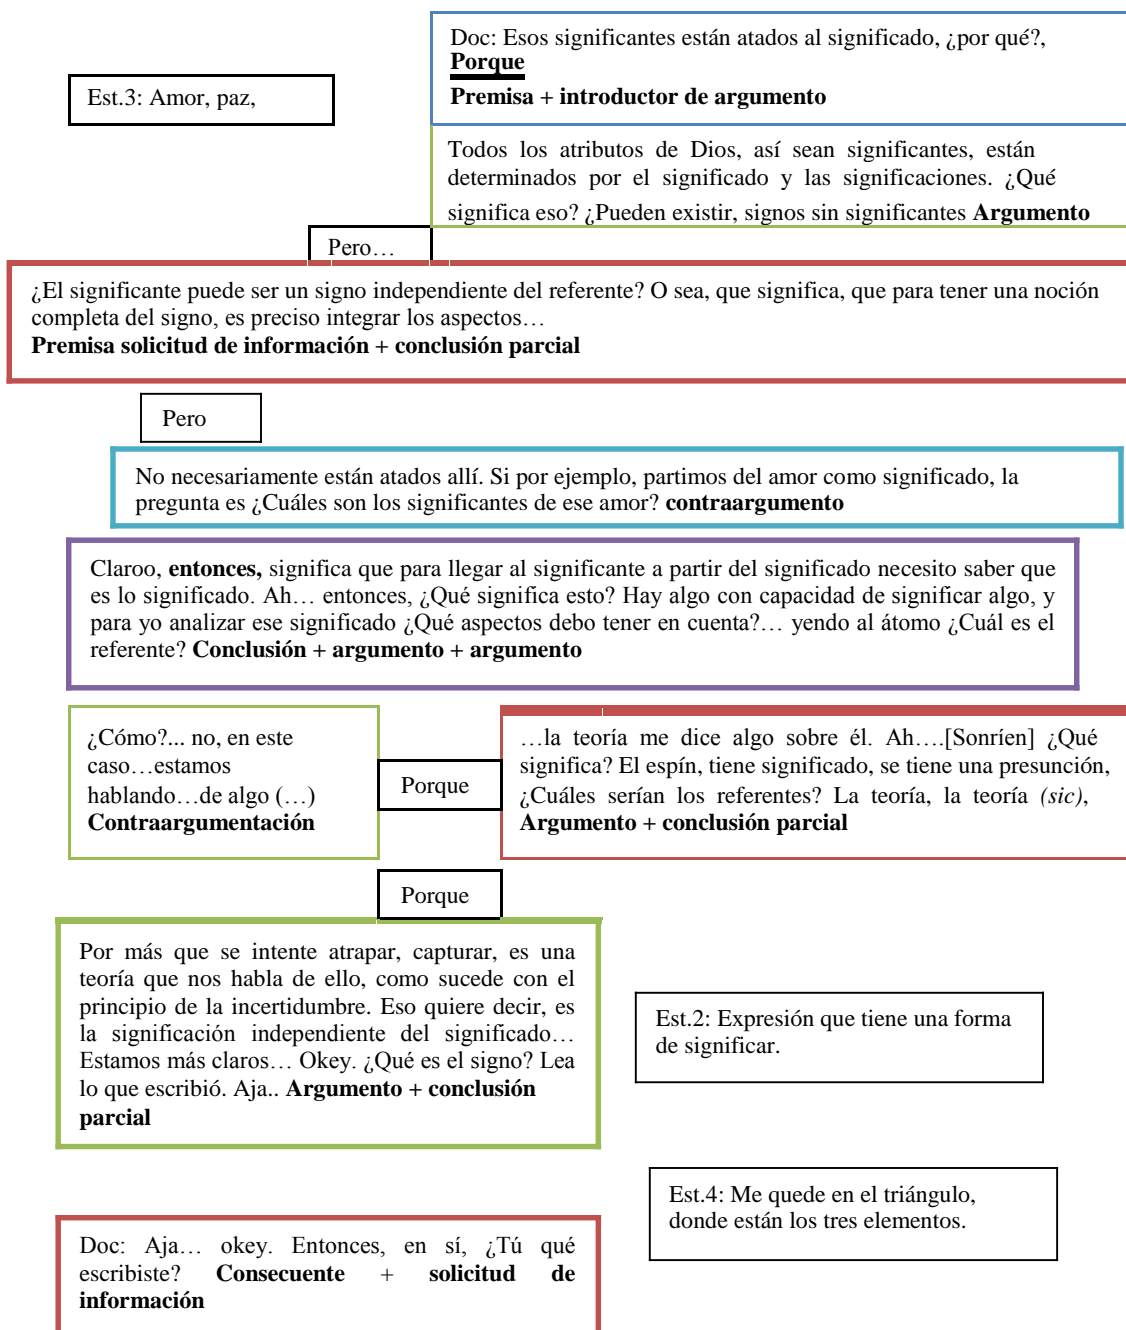 Est.3: Amor, paz,
Doc: Esos significantes están atados al significado, ¿por qué?,
Porque
Premisa + introductor de argumento
Todos los atributos de Dios, así sean significantes, están
determinados por el significado y las significaciones. ¿Qué
significa eso? ¿Pueden existir, signos sin significantes Argumento
Pero…
¿El significante puede ser un signo independiente del referente? O sea, que significa, que para tener una noción
completa del signo, es preciso integrar los aspectos…
Premisa solicitud de información + conclusión parcial
Pero
No necesariamente están atados allí. Si por ejemplo, partimos del amor como significado, la
pregunta es ¿Cuáles son los significantes de ese amor? contraargumento
Claroo, entonces, significa que para llegar al significante a partir del significado necesito saber que
es lo significado. Ah… entonces, ¿Qué significa esto? Hay algo con capacidad de significar algo, y
para yo analizar ese significado ¿Qué aspectos debo tener en cuenta?… yendo al átomo ¿Cuál es el
referente? Conclusión + argumento + argumento
¿Cómo?... no, en este
caso…estamos
hablando…de algo (…)
Contraargumentación
Porque
…la teoría me dice algo sobre él. Ah….[Sonríen] ¿Qué
significa? El espín, tiene significado, se tiene una presunción,
¿Cuáles serían los referentes? La teoría, la teoría (sic),
Argumento + conclusión parcial
Porque
Por más que se intente atrapar, capturar, es una
teoría que nos habla de ello, como sucede con el
principio de la incertidumbre. Eso quiere decir, es
la significación independiente del significado…
Estamos más claros… Okey. ¿Qué es el signo? Lea
lo que escribió. Aja.. Argumento + conclusión
parcial
Est.2: Expresión que tiene una forma
de significar.
Est.4: Me quede en el triángulo,
donde están los tres elementos.
Doc: Aja… okey. Entonces, en sí, ¿Tú qué
escribiste? Consecuente + solicitud de
información